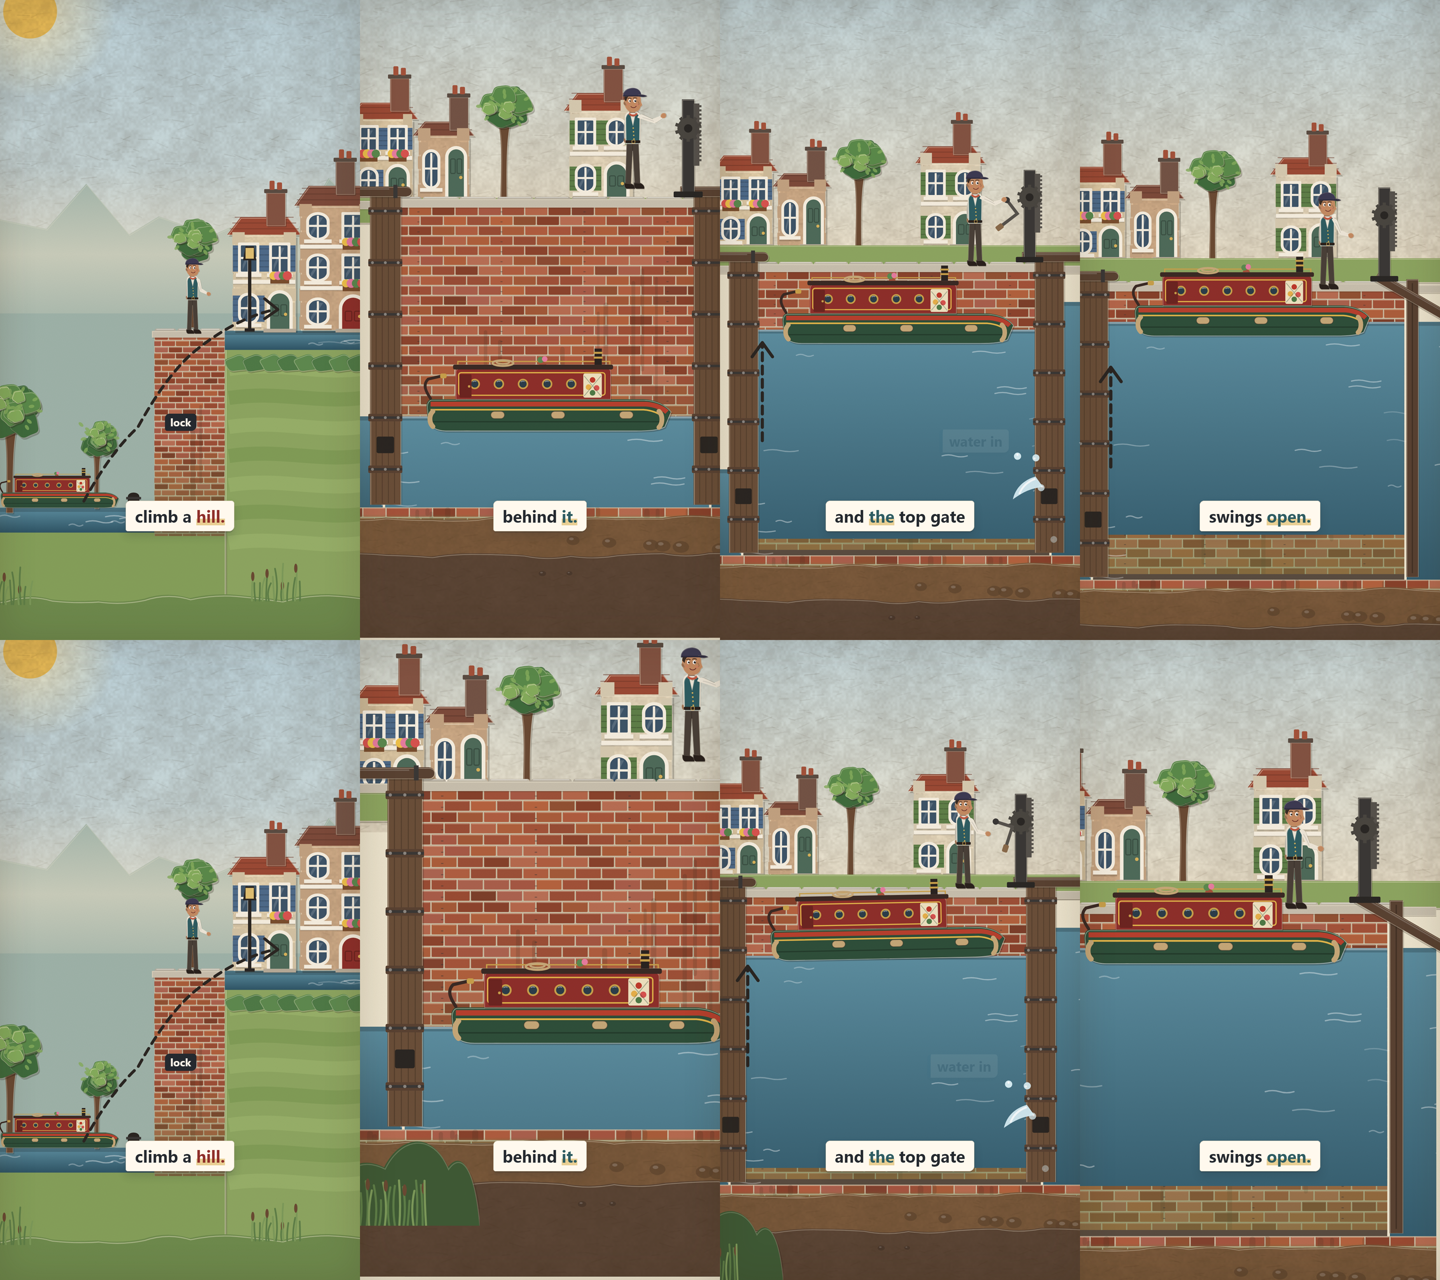 lock
climb a hill.
behind it.
water in
and the top gate
swings open.
lock
climb a hill.
behind it.
water in
and the top gate
swings open.